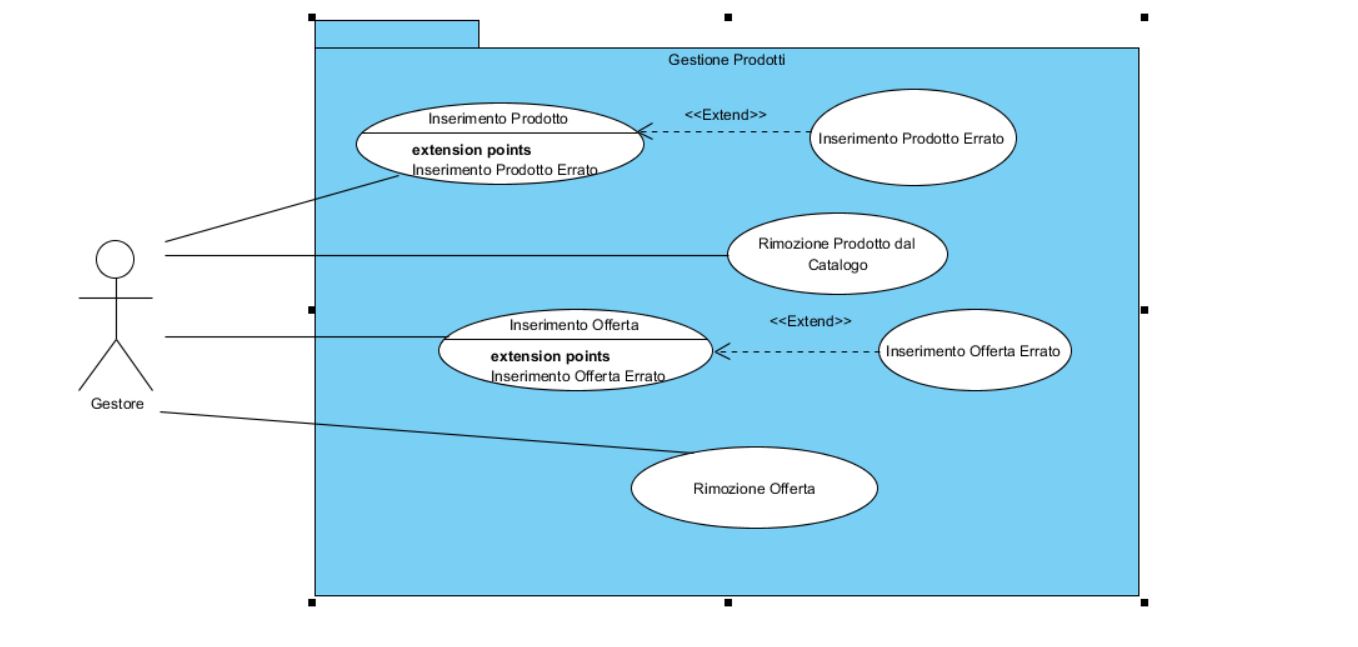 Gestione Prodotti
Inserimento Prodotto
extension points
Inserimento Prodotto Errato
<<Extend>>
Inserimento Prodotto Errato
Rimozione Prodotto dal
Catalogo
Inserimento Offerta
extension points
Inserimento Offerta Errato
<<Extend>>
Inserimento Offerta Errato
Gestore
Rimozione Offerta